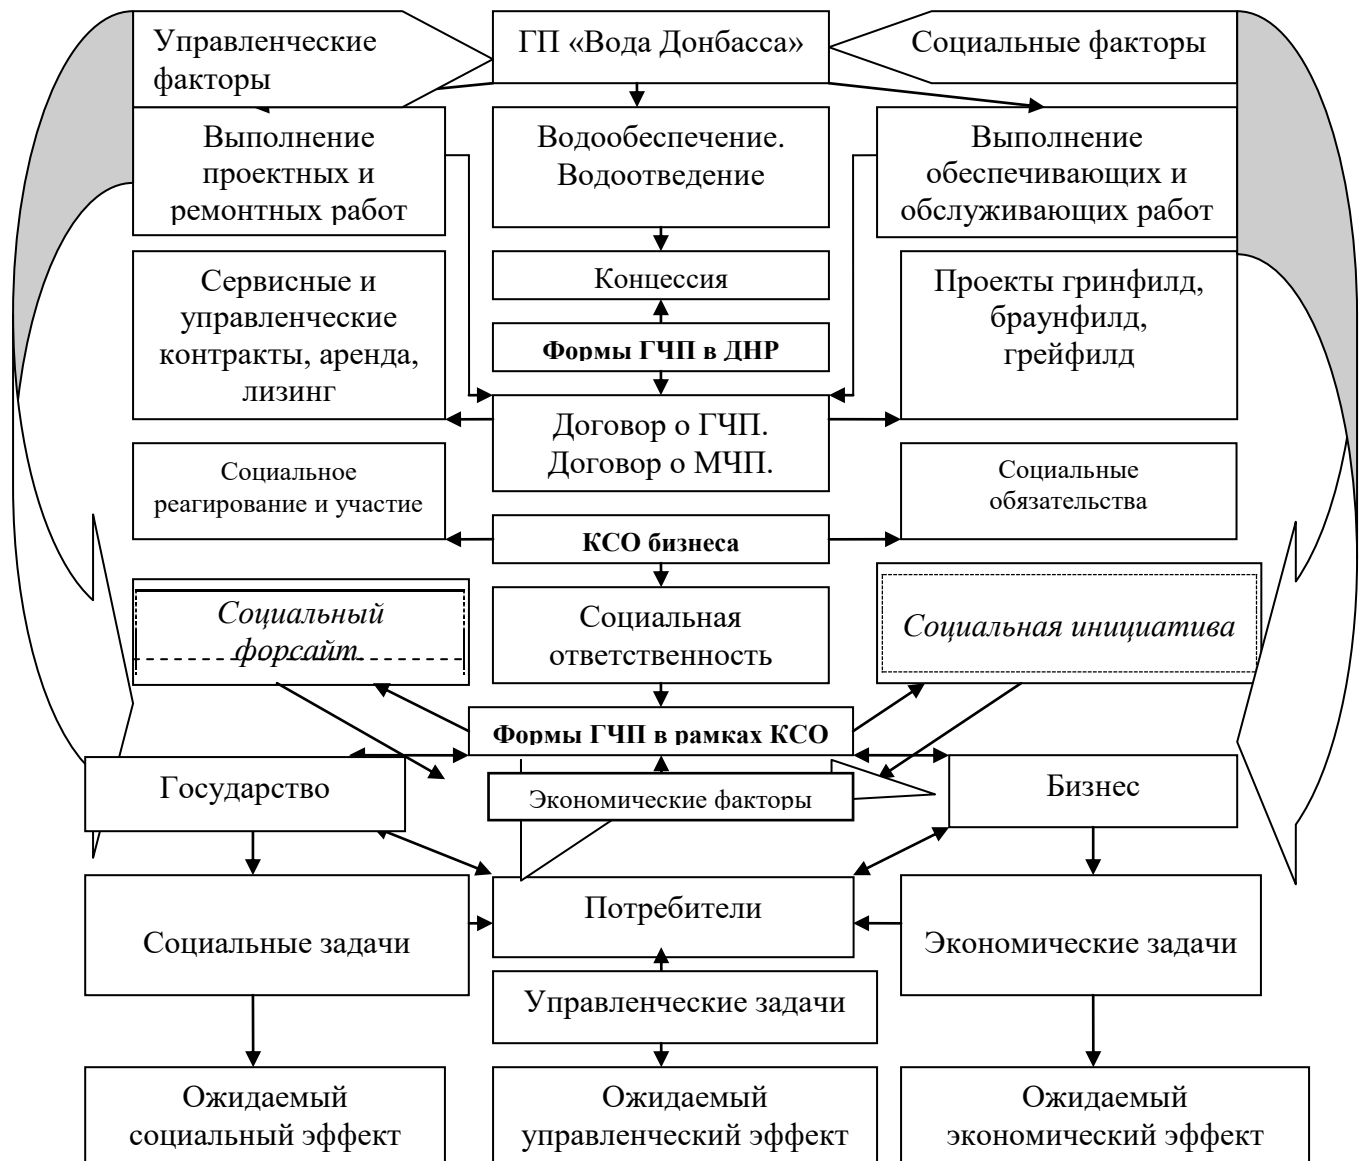 Управленческие
факторы
ГП «Вода Донбасса»
Социальные факторы
Выполнение
проектных и
ремонтных работ
Водообеспечение.
Водоотведение
Выполнение
обеспечивающих и
обслуживающих работ
Сервисные и
управленческие
контракты, аренда,
лизинг
Концессия
Проекты гринфилд,
браунфилд,
грейфилд
Формы ГЧП в ДНР
Договор о ГЧП.
Договор о МЧП.
Социальное
реагирование и участие
Социальные
обязательства
КСО бизнеса
Социальный
форсайт.
Социальная
ответственность
Социальная инициатива
Формы ГЧП в рамках КСО
Государство
Экономические факторы
Бизнес
Социальные задачи
Потребители
Экономические задачи
Управленческие задачи
Ожидаемый
социальный эффект
Ожидаемый
управленческий эффект
Ожидаемый
экономический эффект